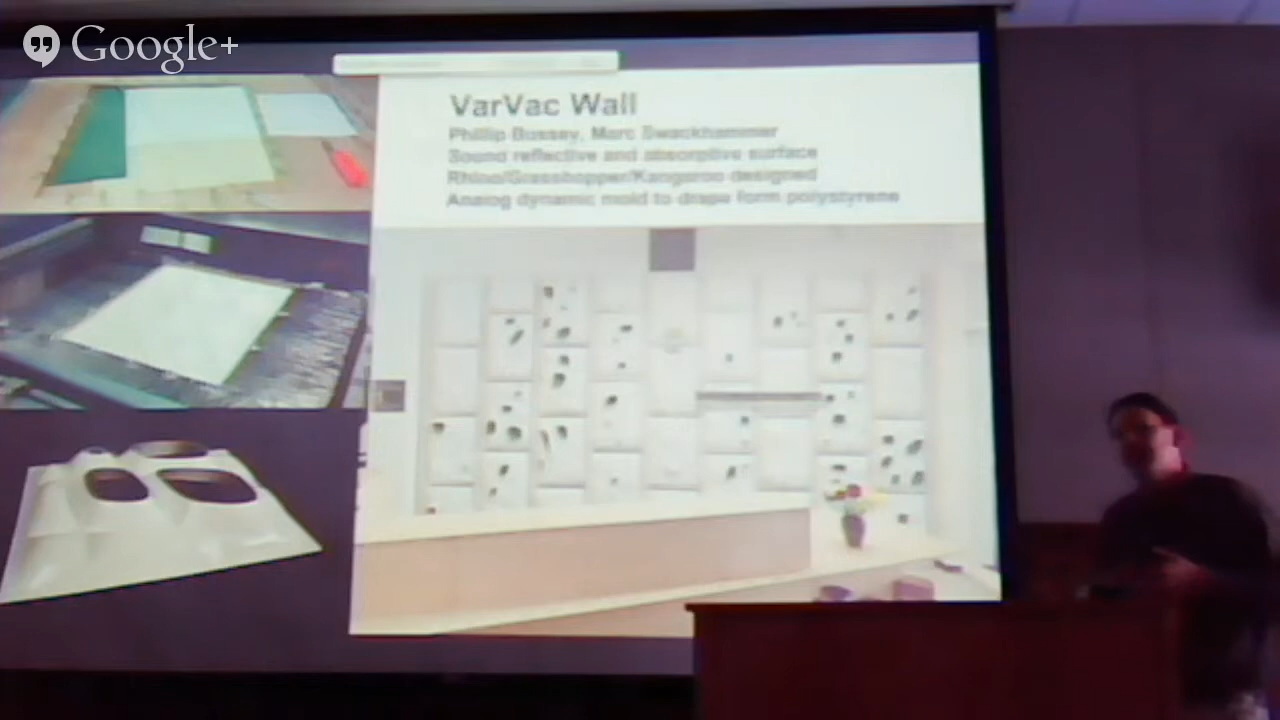 Google+
VarVac Wall
Phillip Bussey, Marc Swackhammer
Sound reflective and absorptive surface
Rhino/Grasshopper/Kangaroo designed
Analog dynamic mold to drape form polystyrene